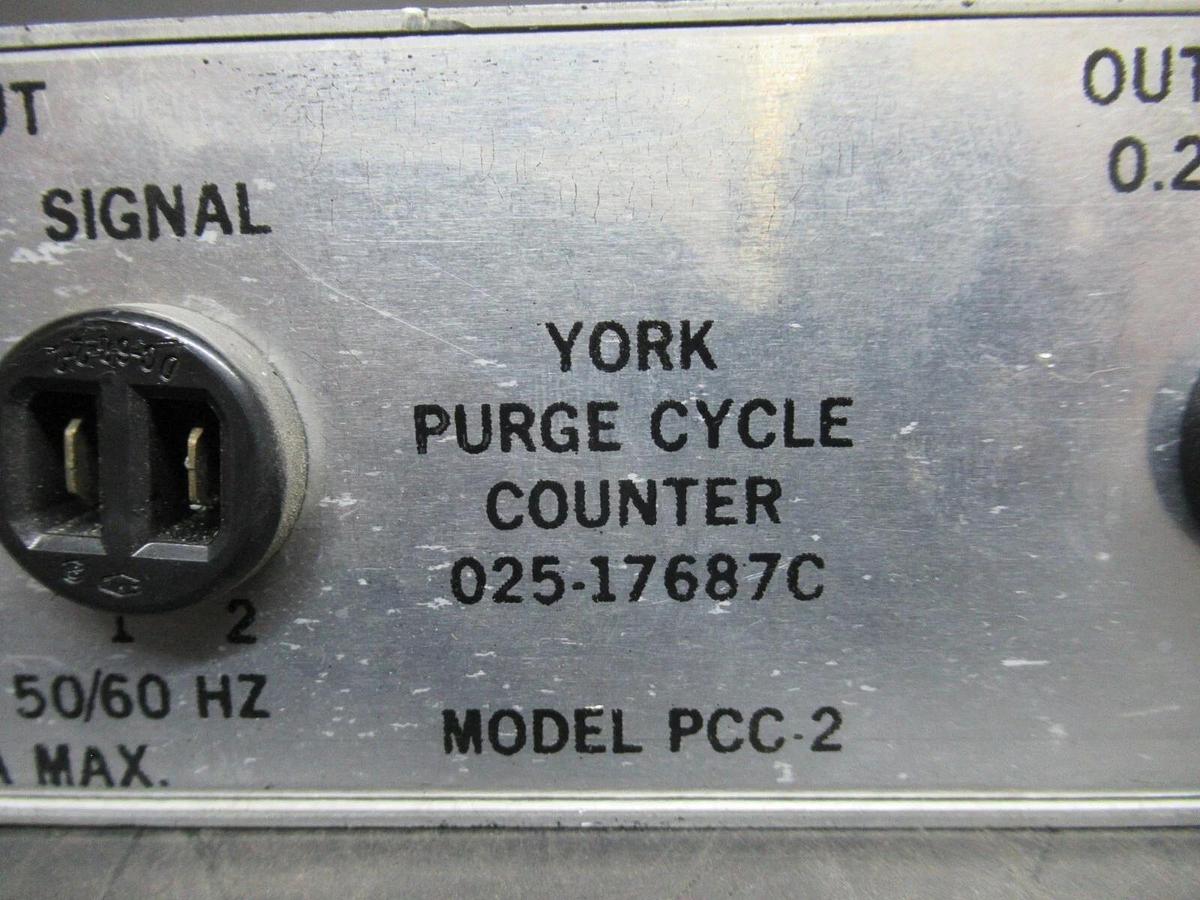 UT
SIGNAL
OUT
0.2
YORK
PURGE CYCLE
COUNTER
025-17687C
1 2
50/60 HZ
MODEL PCC-2
MAX.